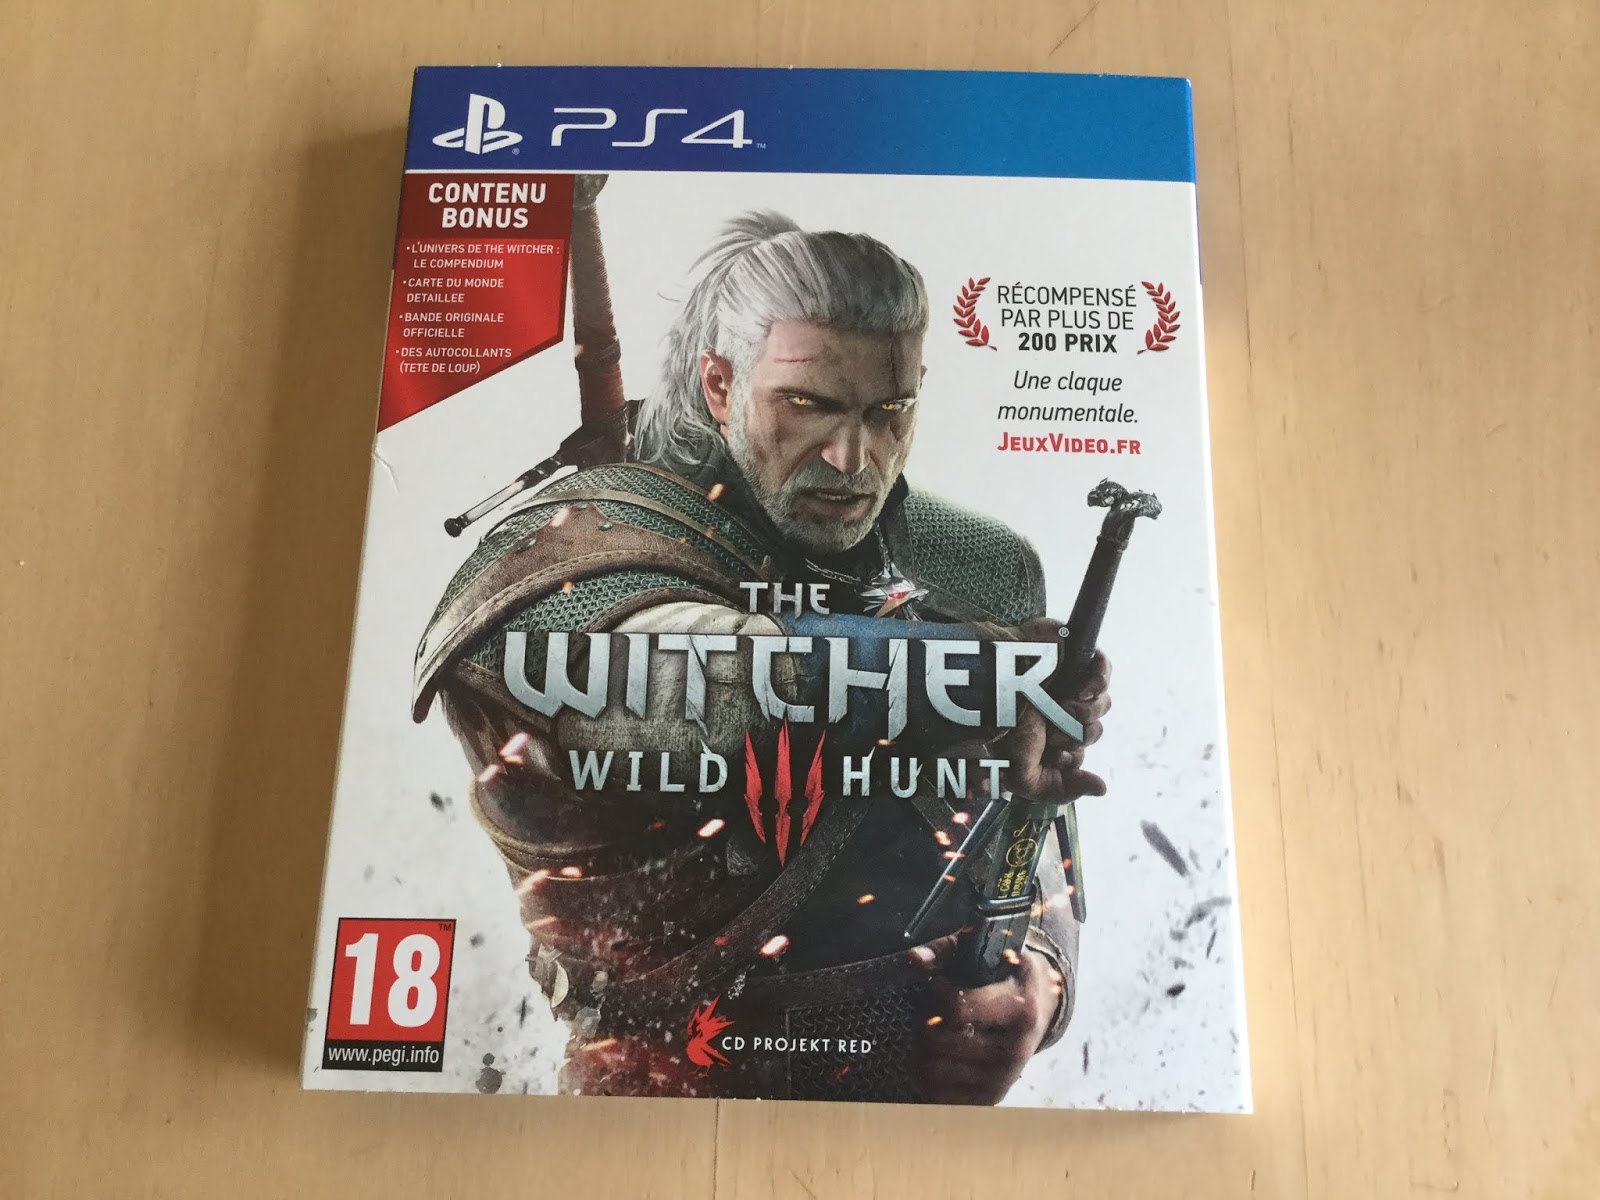 PS4™
CONTENU
BONUS
• L'UNIVERS DE THE WITCHER :
LE COMPENDIUM
• CARTE DU MONDE
DETAILLEE
• BANDE ORIGINALE
OFFICIELLE
• DES AUTOCOLLANTS
(TETE DE LOUP)
RÉCOMPENSÉ
PAR PLUS DE
200 PRIX
Une claque
monumentale.
JEUXVIDEO.FR
THE
WITCHER®
WILD III HUNT
18™
www.pegi.info
CD PROJEKT RED